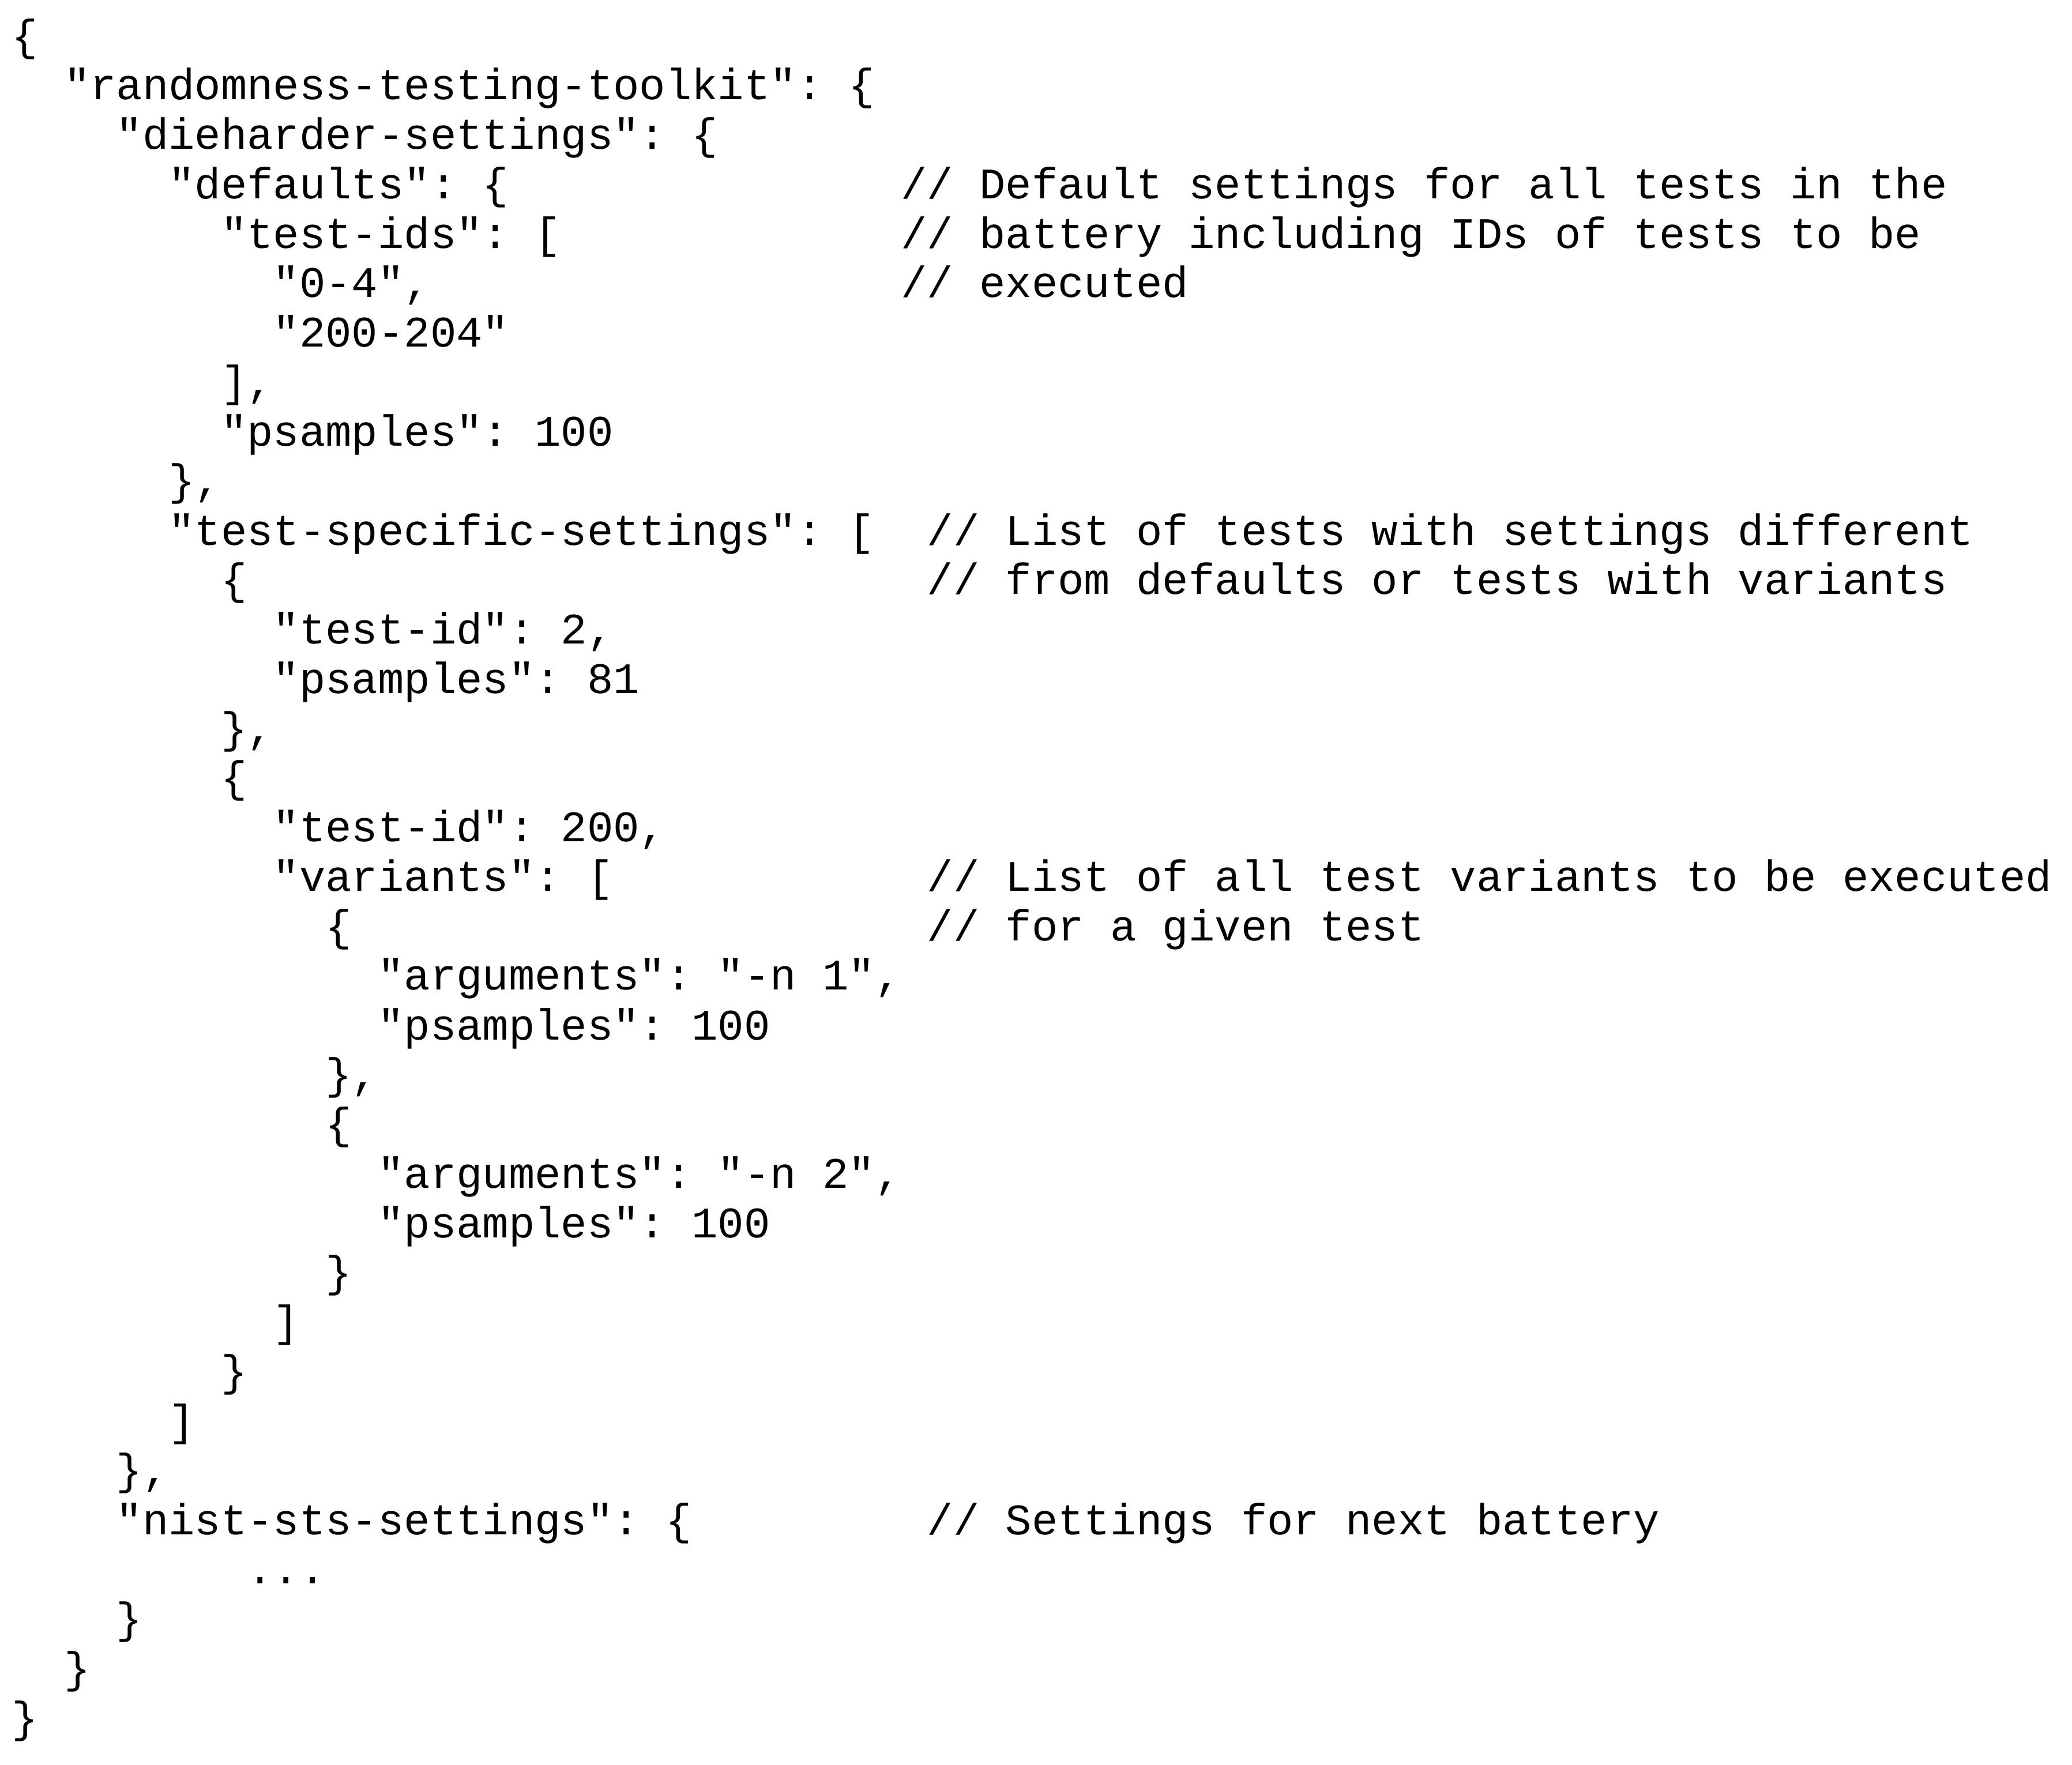 {
  "randomness-testing-toolkit": {
    "dieharder-settings": {
      "defaults": {               // Default settings for all tests in the
        "test-ids": [             // battery including IDs of tests to be
          "0-4",                  // executed
          "200-204"
        ],
        "psamples": 100
      },
      "test-specific-settings": [  // List of tests with settings different
        {                          // from defaults or tests with variants
          "test-id": 2,
          "psamples": 81
        },
        {
          "test-id": 200,
          "variants": [            // List of all test variants to be executed
            {                      // for a given test
              "arguments": "-n 1",
              "psamples": 100
            },
            {
              "arguments": "-n 2",
              "psamples": 100
            }
          ]
        }
      ]
    },
    "nist-sts-settings": {         // Settings for next battery
         ...
    }
  }
}